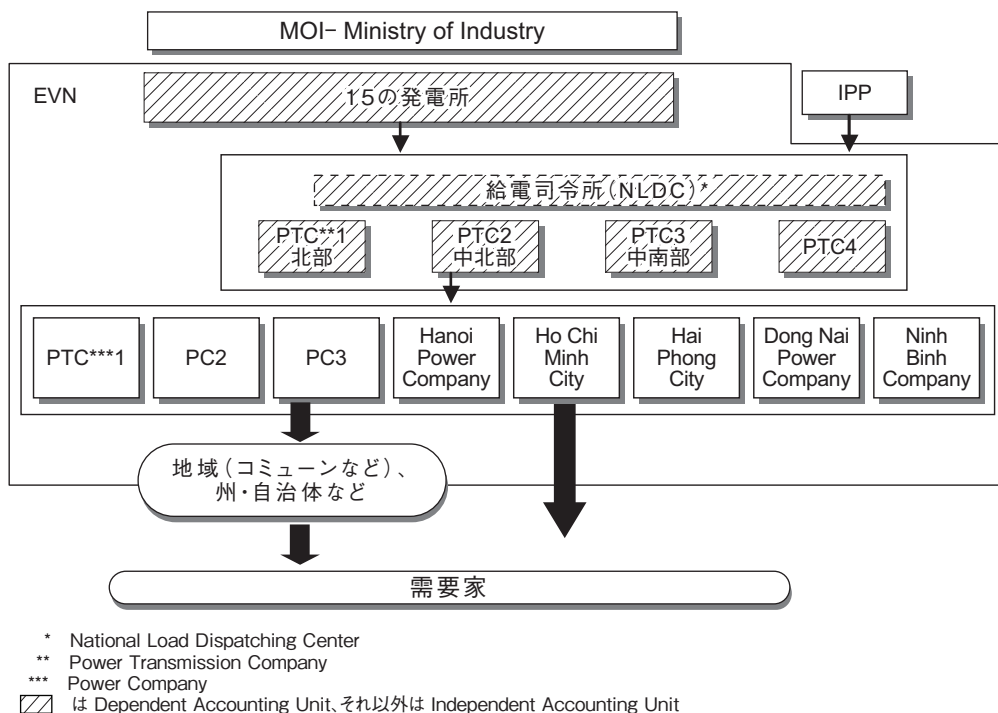 MOI− Ministry of Industry
EVN
15の発電所
IPP
給電司令所(NLDC)*
PTC**1
北部
PTC2
中北部
PTC3
中南部
PTC4
PTC***1
PC2
PC3
Hanoi
Power
Company
Ho Chi
Minh
City
Hai
Phong
City
Dong Nai
Power
Company
Ninh
Binh
Company
地域(コミューンなど)、
州・自治体など
需要家
* National Load Dispatching Center
** Power Transmission Company
*** Power Company
は Dependent Accounting Unit、それ以外は Independent Accounting Unit